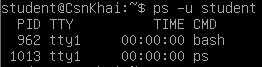 student@CsnKhai:~$ ps -u student
PID TTY TIME CMD
962 tty1 00:00:00 bash
1013 tty1 00:00:00 ps